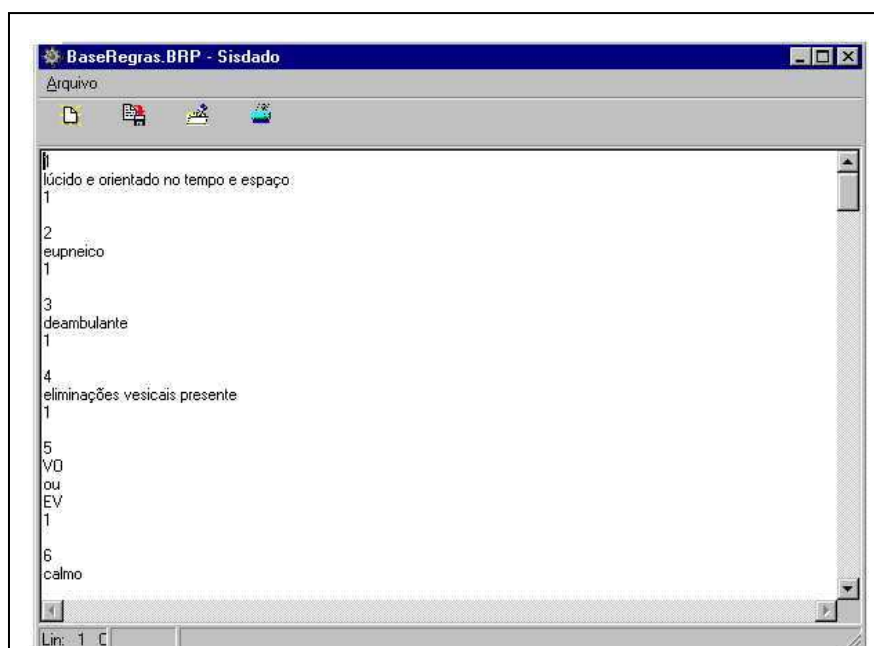 BaseRegras.BRP - Sisdado
Arquivo
1
lúcido e orientado no tempo e espaço
1
2
eupneico
1
3
deambulante
1
4
eliminações vesicais presente
1
5
VO
ou
EV
1
6
calmo
Lin: 1 C